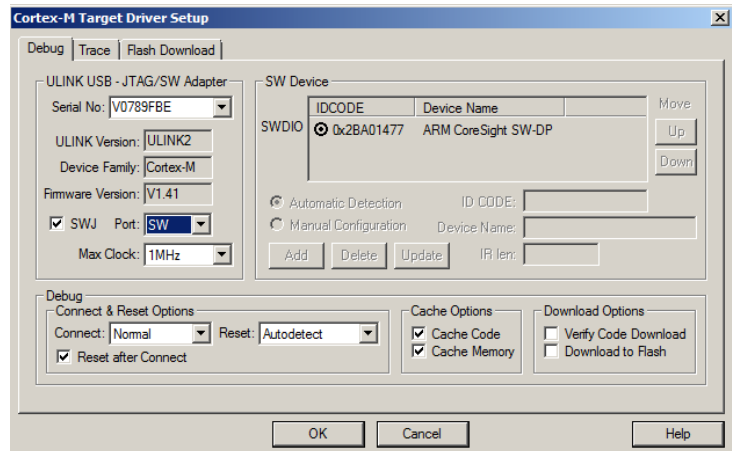 Cortex-M Target Driver Setup
Debug Trace Flash Download
ULINK USB - JTAG/SW Adapter
Serial No: V0789FBE
ULINK Version: ULINK2
Device Family: Cortex-M
Firmware Version: V1.41
SWJ Port: SW
Max Clock: 1MHz
SW Device
IDCODE Device Name Move
SWDIO 0x2BA01477 ARM CoreSight SW-DP Up
Down
Automatic Detection ID CODE:
Manual Configuration Device Name:
Add Delete Update IR len:
Debug
Connect & Reset Options
Connect: Normal Reset: Autodetect
Reset after Connect
Cache Options
Cache Code
Cache Memory
Download Options
Verify Code Download
Download to Flash
OK Cancel Help